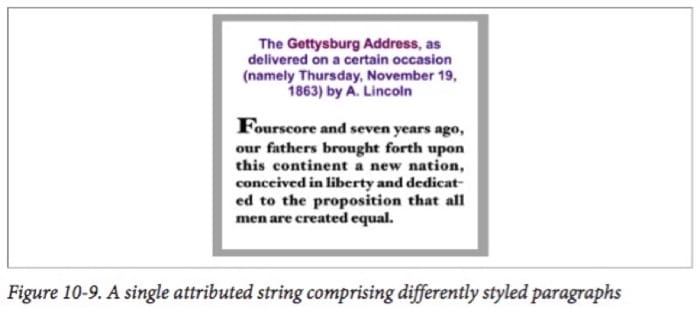 The Gettysburg Address, as
delivered on a certain occasion
(namely Thursday, November 19,
1863) by A. Lincoln
Fourscore and seven years ago,
our fathers brought forth upon
this continent a new nation,
conceived in liberty and dedicat-
ed to the proposition that all
men are created equal.
Figure 10-9. A single attributed string comprising differently styled paragraphs